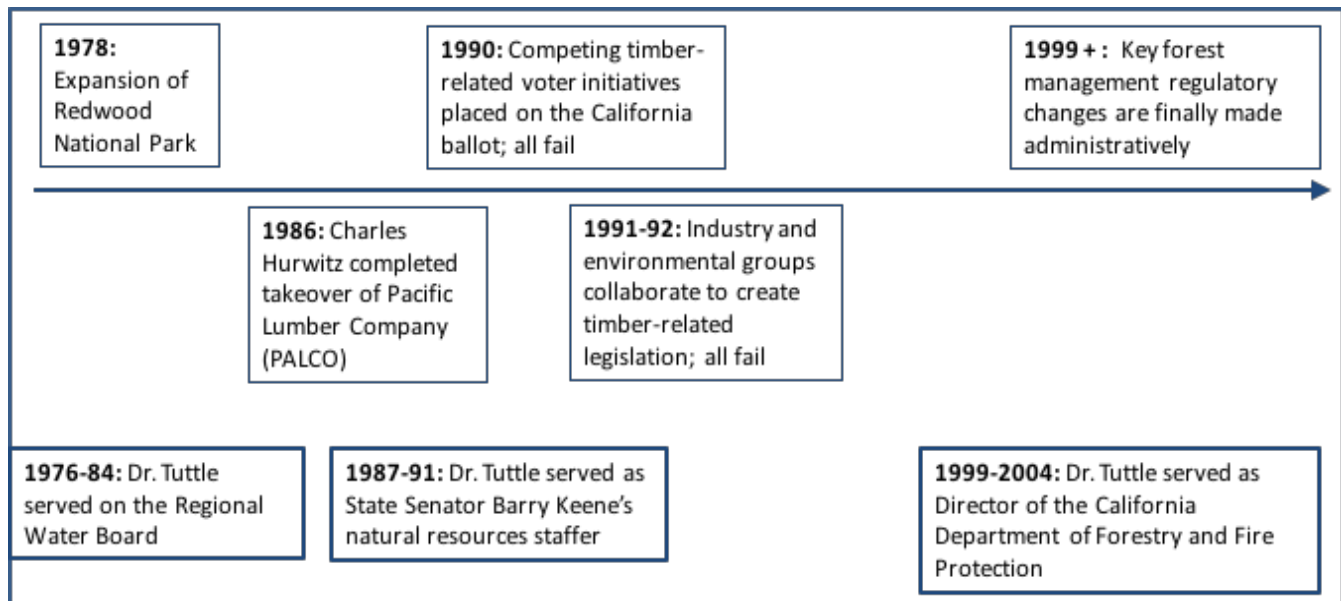 1978:
Expansion of
Redwood
National Park
1990: Competing timber-
related voter initiatives
placed on the California
ballot; all fail
1999 + : Key forest
management regulatory
changes are finally made
administratively
1986: Charles
Hurwitz completed
takeover of Pacific
Lumber Company
(PALCO)
1991-92: Industry and
environmental groups
collaborate to create
timber-related
legislation; all fail
1976-84: Dr. Tuttle
served on the Regional
Water Board
1987-91: Dr. Tuttle served as
State Senator Barry Keene’s
natural resources staffer
1999-2004: Dr. Tuttle served as
Director of the California
Department of Forestry and Fire
Protection